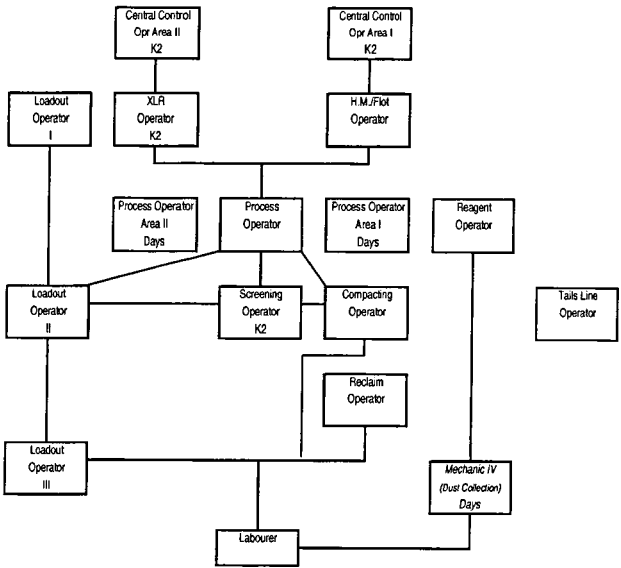 Central Control
Opr Area II
K2
Central Control
Opr Area I
K2
Loadout
Operator
I
XLR
Operator
K2
H.M./Flot
Operator
Process Operator
Area II
Days
Process
Operator
Process Operator
Area I
Days
Reagent
Operator
Loadout
Operator
II
Screening
Operator
K2
Compacting
Operator
Tails Line
Operator
Reclaim
Operator
Loadout
Operator
III
Mechanic IV
(Dust Collection)
Days
Labourer